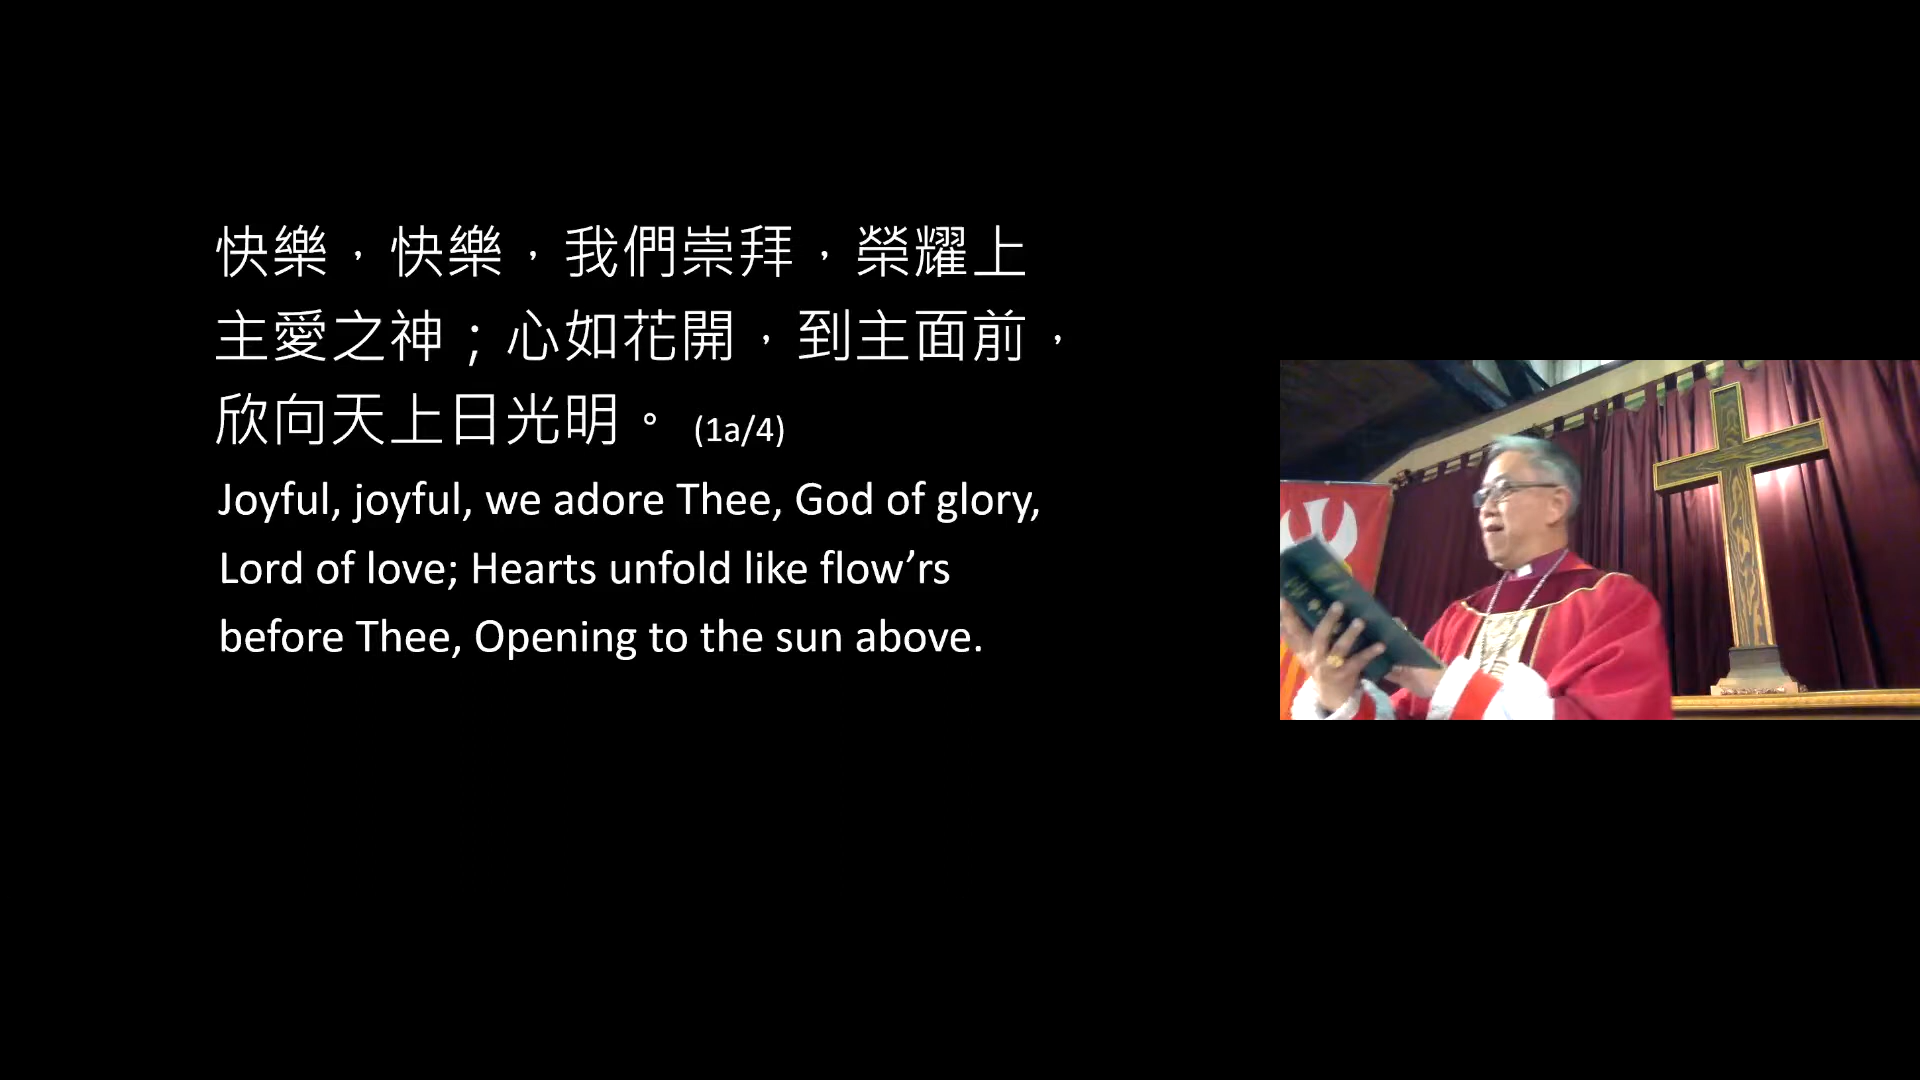 快樂，快樂，我們崇拜，榮耀上
主愛之神；心如花開，到主面前，
欣向天上日光明。 (1a/4)
Joyful, joyful, we adore Thee, God of glory,
Lord of love; Hearts unfold like flow’rs
before Thee, Opening to the sun above.